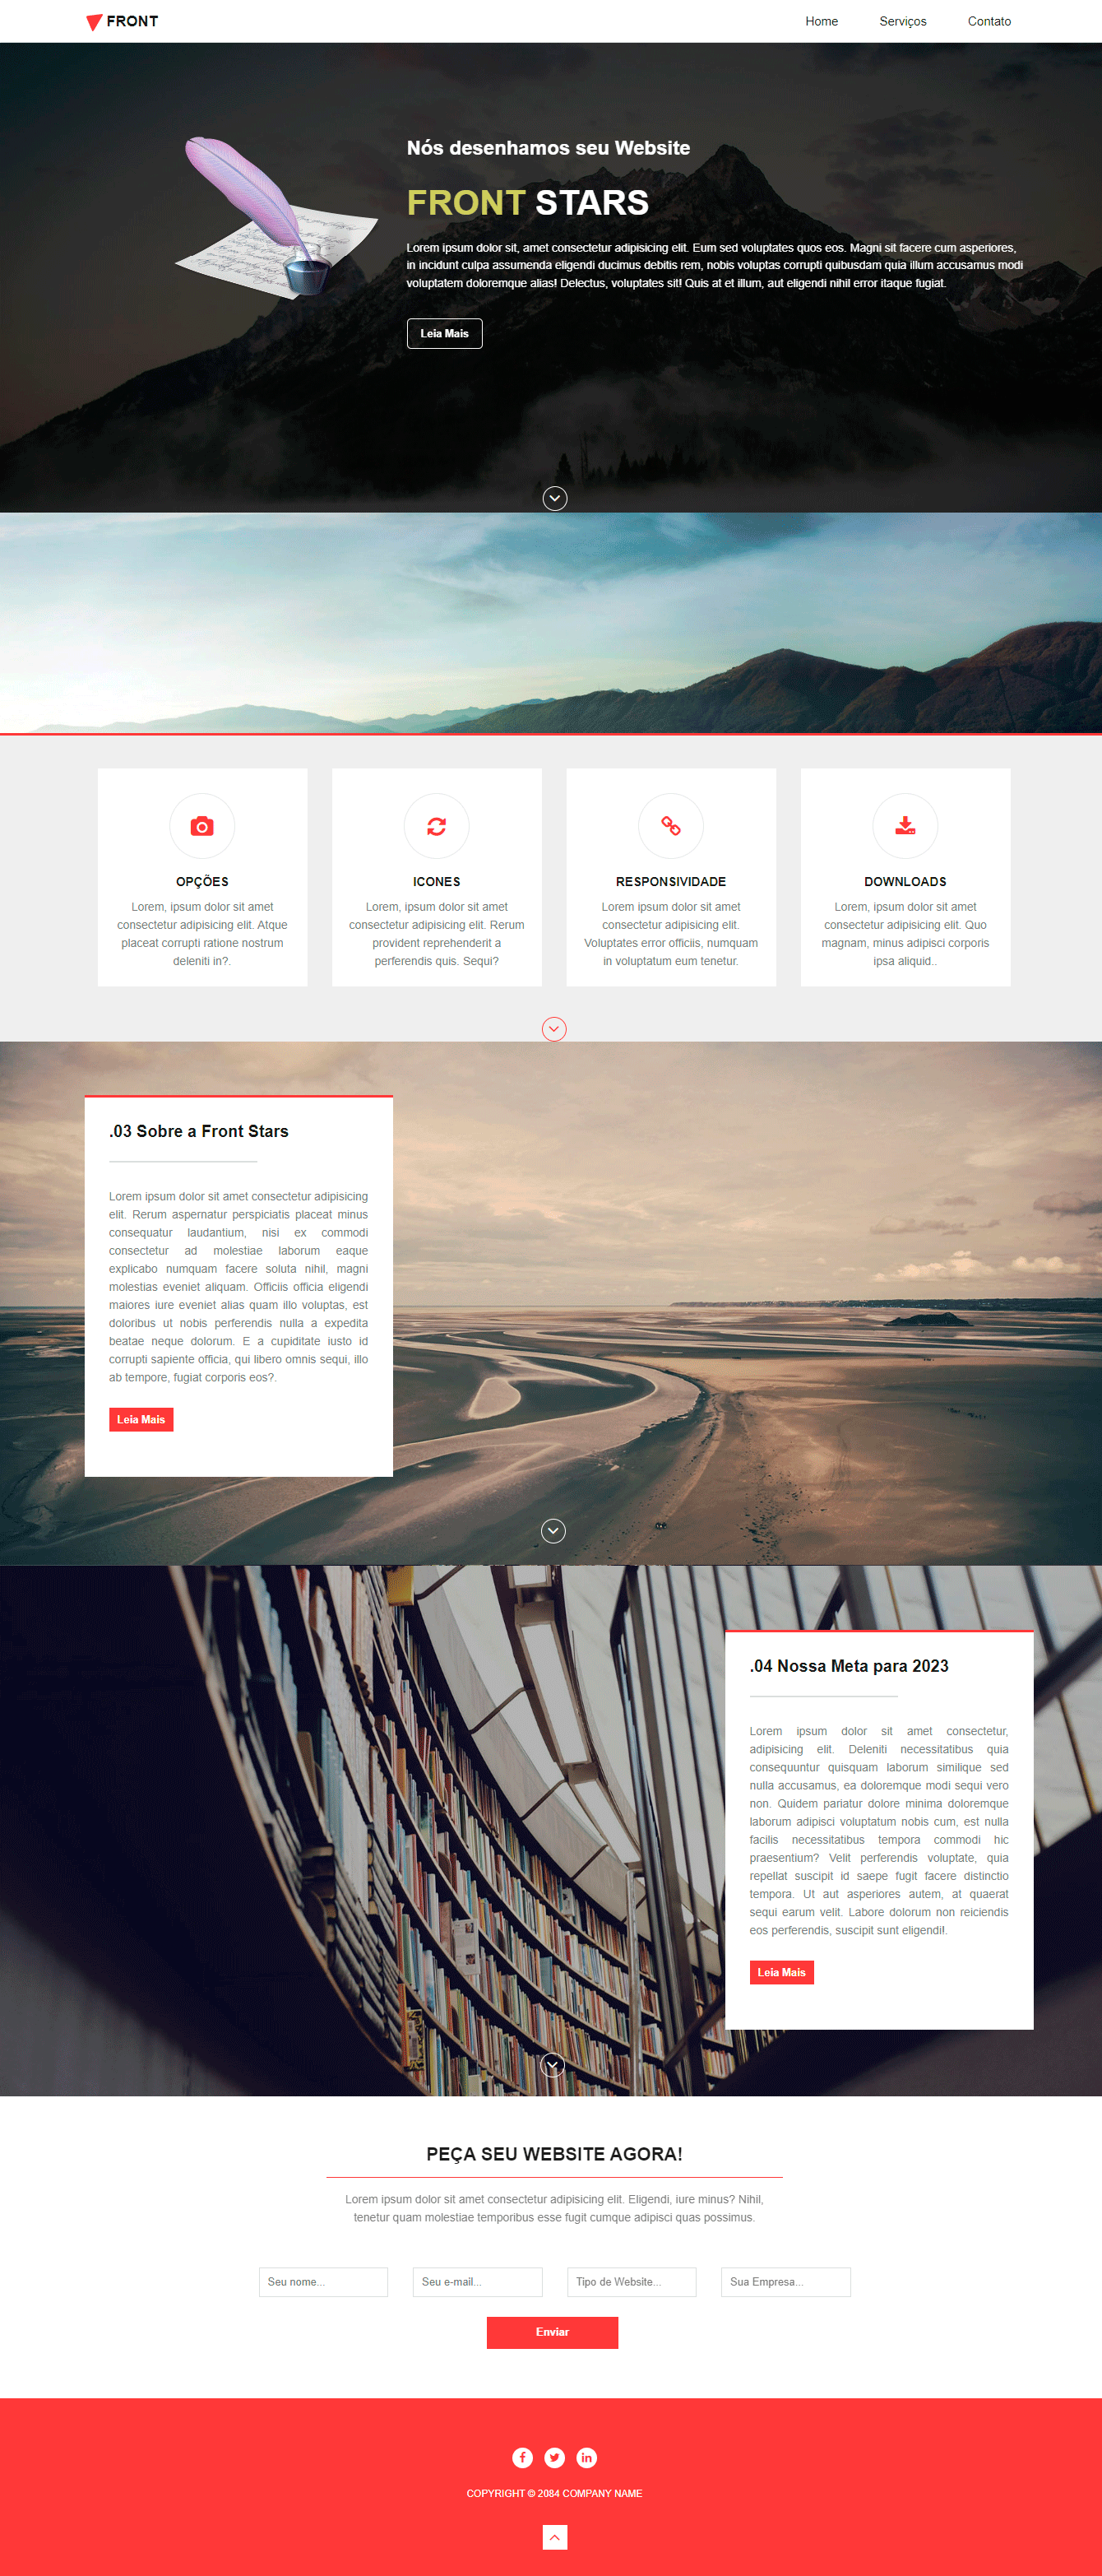 FRONT
Home Serviços Contato
Nós desenhamos seu Website
FRONT STARS
Lorem ipsum dolor sit, amet consectetur adipisicing elit. Eum sed voluptates quos eos. Magni sit facere cum asperiores,
in incidunt culpa assumenda eligendi ducimus debitis rem, nobis voluptas corrupti quibusdam quia illum accusamus modi
voluptatem doloremque alias! Delectus, voluptates sit! Quis at et illum, aut eligendi nihil error itaque fugiat.
Leia Mais
OPÇÕES
Lorem, ipsum dolor sit amet
consectetur adipisicing elit. Atque
placeat corrupti ratione nostrum
deleniti in?.
ICONES
Lorem, ipsum dolor sit amet
consectetur adipisicing elit. Rerum
provident reprehenderit a
perferendis quis. Sequi?
RESPONSIVIDADE
Lorem ipsum dolor sit amet
consectetur adipisicing elit.
Voluptates error officiis, numquam
in voluptatum eum tenetur.
DOWNLOADS
Lorem, ipsum dolor sit amet
consectetur adipisicing elit. Quo
magnam, minus adipisci corporis
ipsa aliquid..
.03 Sobre a Front Stars
Lorem ipsum dolor sit amet consectetur adipisicing
elit. Rerum aspernatur perspiciatis placeat minus
consequatur laudantium, nisi ex commodi
consectetur ad molestiae laborum eaque
explicabo numquam facere soluta nihil, magni
molestias eveniet aliquam. Officiis officia eligendi
maiores iure eveniet alias quam illo voluptas, est
doloribus ut nobis perferendis nulla a expedita
beatae neque dolorum. E a cupiditate iusto id
corrupti sapiente officia, qui libero omnis sequi, illo
ab tempore, fugiat corporis eos?.
Leia Mais
.04 Nossa Meta para 2023
Lorem ipsum dolor sit amet consectetur,
adipisicing elit. Deleniti necessitatibus quia
consequuntur quisquam laborum similique sed
nulla accusamus, ea doloremque modi sequi vero
non. Quidem pariatur dolore minima doloremque
laborum adipisci voluptatum nobis cum, est nulla
facilis necessitatibus tempora commodi hic
praesentium? Velit perferendis voluptate, quia
repellat suscipit id saepe fugit facere distinctio
tempora. Ut aut asperiores autem, at quaerat
sequi earum velit. Labore dolorum non reiciendis
eos perferendis, suscipit sunt eligendi!.
Leia Mais
PEÇA SEU WEBSITE AGORA!
Lorem ipsum dolor sit amet consectetur adipisicing elit. Eligendi, iure minus? Nihil,
tenetur quam molestiae temporibus esse fugit cumque adipisci quas possimus.
Seu nome... Seu e-mail... Tipo de Website... Sua Empresa...
Enviar
COPYRIGHT © 2084 COMPANY NAME